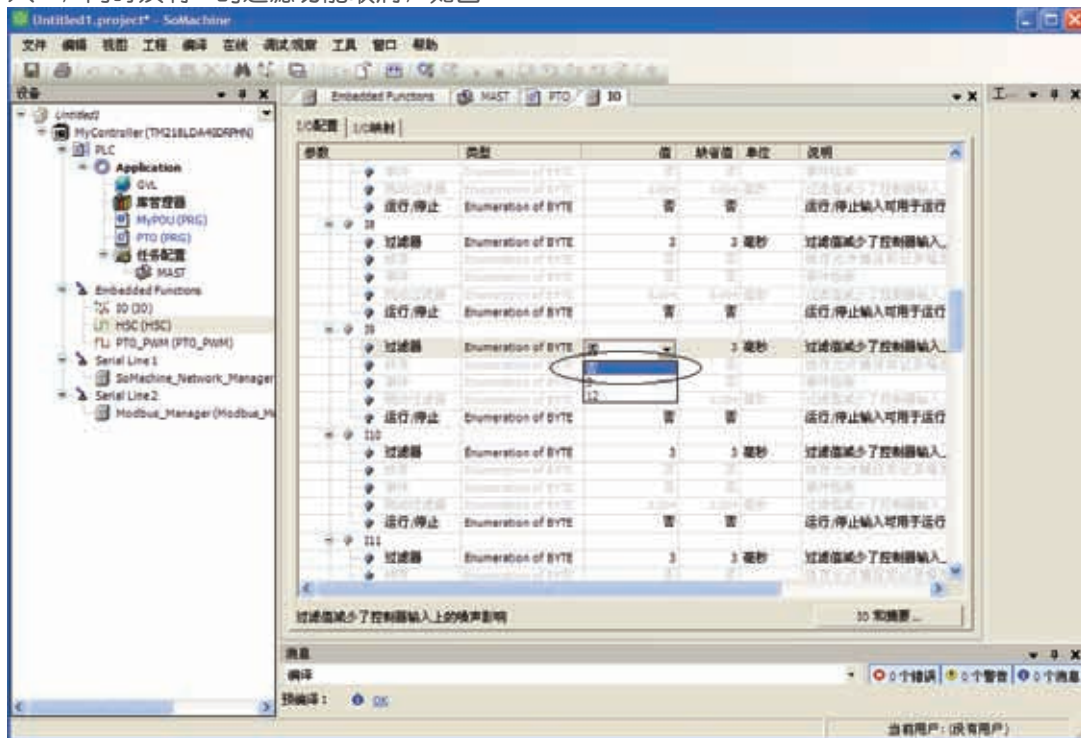 Untitled1.project* - SoMachine
文件 编辑 视图 工程 编译 在线 调试/观察 工具 窗口 帮助
设备
Embedded Functions MAST PTO IO
Untitled1
MyController (TM218LDA40DRPHN)
PLC
Application
GVL
库管理器
MyPOU (PRG)
PTO (PRG)
任务配置
MAST
Embedded Functions
IO (IO)
HSC (HSC)
PTO_PWM (PTO_PWM)
Serial Line 1
SoMachine_Network_Manager
Serial Line 2
Modbus_Manager (Modbus_M
I/O配置 I/O映射
参数 类型 值 缺省值 单位 说明
运行/停止 Enumeration of BYTE 否 否 运行/停止输入可用于运行
I8
过滤器 Enumeration of BYTE 3 3 毫秒 过滤值减少了控制器输入...
运行/停止 Enumeration of BYTE 否 否 运行/停止输入可用于运行
I9
过滤器 Enumeration of BYTE 否 3 毫秒 过滤值减少了控制器输入...
否
3
12
运行/停止 Enumeration of BYTE 否 否 运行/停止输入可用于运行
I10
过滤器 Enumeration of BYTE 3 3 毫秒 过滤值减少了控制器输入...
运行/停止 Enumeration of BYTE 否 否 运行/停止输入可用于运行
I11
过滤器 Enumeration of BYTE 3 3 毫秒 过滤值减少了控制器输入...
过滤值减少了控制器输入上的噪声影响
IO 和摘要...
消息
编译 0 个错误 0 个警告 0 个消息
预编译: OK
当前用户: (没有用户)